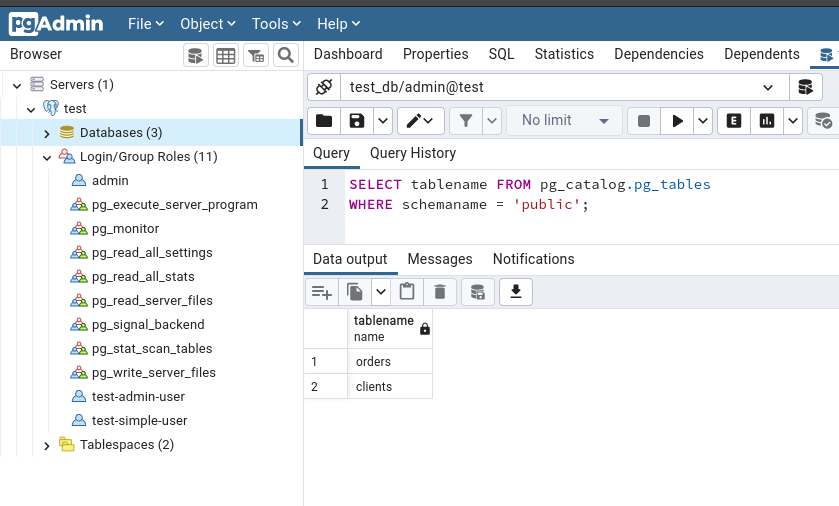 pgAdmin File Object Tools Help
Browser
Dashboard Properties SQL Statistics Dependencies Dependents
Servers (1)
test
Databases (3)
Login/Group Roles (11)
admin
pg_execute_server_program
pg_monitor
pg_read_all_settings
pg_read_all_stats
pg_read_server_files
pg_signal_backend
pg_stat_scan_tables
pg_write_server_files
test-admin-user
test-simple-user
Tablespaces (2)
test_db/admin@test
No limit
E
Query Query History
1 SELECT tablename FROM pg_catalog.pg_tables
2 WHERE schemaname = 'public';
Data output Messages Notifications
tablename
name
1 orders
2 clients